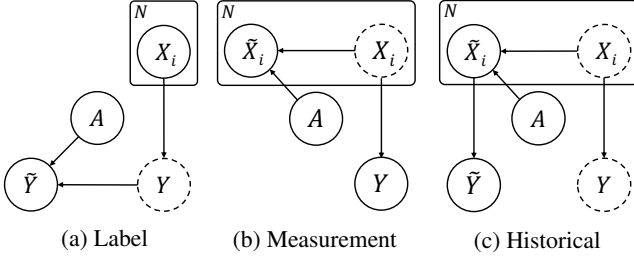 N
X_i
A
Ỹ
Y
(a) Label
N
X̃_i
X_i
A
Y
(b) Measurement
N
X̃_i
X_i
A
Ỹ
Y
(c) Historical